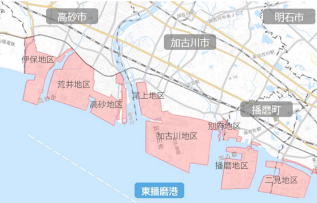 高砂市
明石市
加古川市
伊保地区
荒井地区
高砂地区
尾上地区
播磨町
別府地区
加古川地区
播磨地区
二見地区
東播磨港